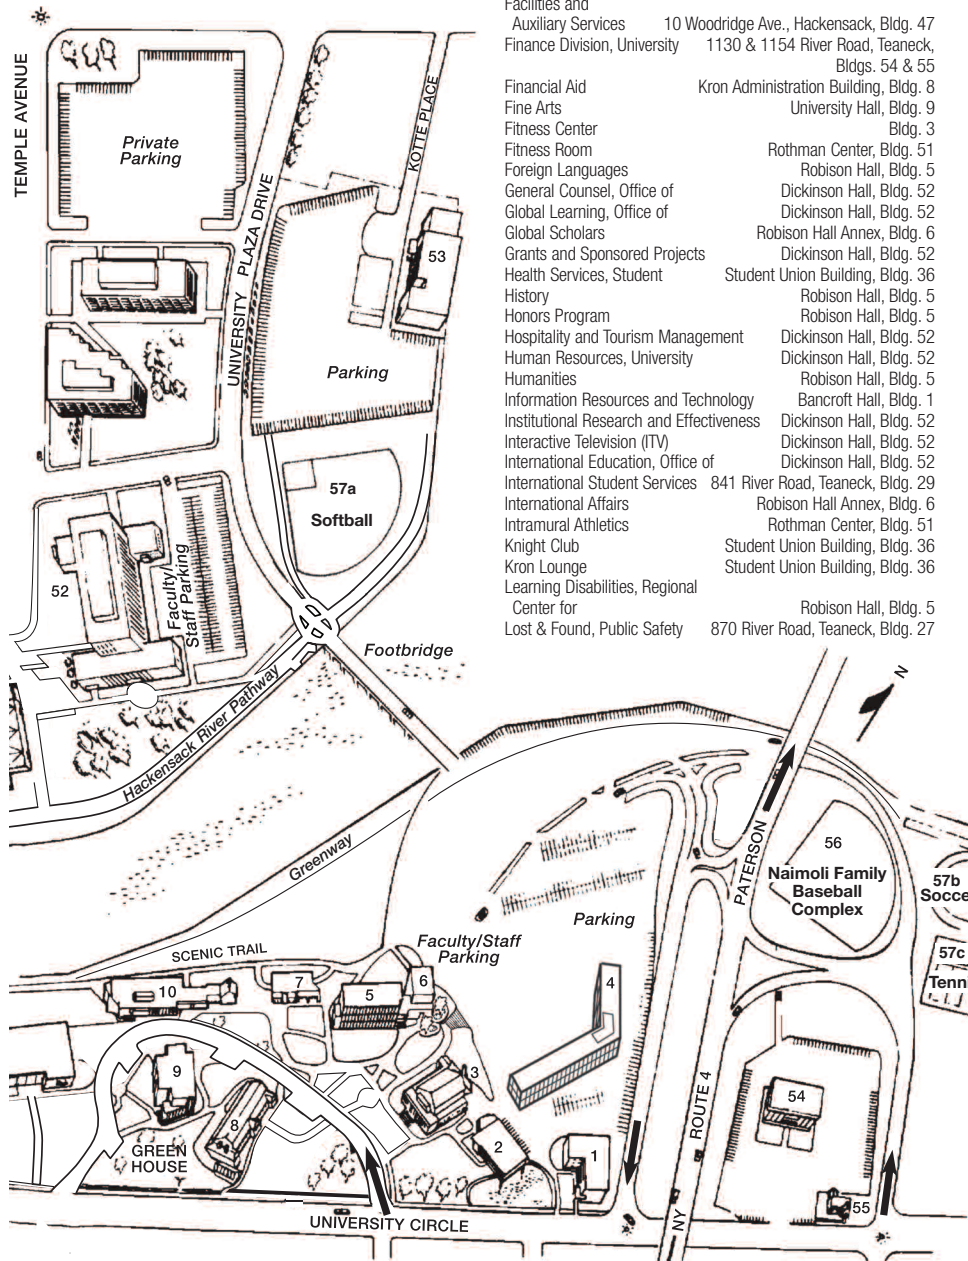 Facilities and
Auxiliary Services 10 Woodridge Ave., Hackensack, Bldg. 47
Finance Division, University 1130 & 1154 River Road, Teaneck,
Bldgs. 54 & 55
Financial Aid Kron Administration Building, Bldg. 8
Fine Arts University Hall, Bldg. 9
Fitness Center Bldg. 3
Fitness Room Rothman Center, Bldg. 51
Foreign Languages Robison Hall, Bldg. 5
General Counsel, Office of Dickinson Hall, Bldg. 52
Global Learning, Office of Dickinson Hall, Bldg. 52
Global Scholars Robison Hall Annex, Bldg. 6
Grants and Sponsored Projects Dickinson Hall, Bldg. 52
Health Services, Student Student Union Building, Bldg. 36
History Robison Hall, Bldg. 5
Honors Program Robison Hall, Bldg. 5
Hospitality and Tourism Management Dickinson Hall, Bldg. 52
Human Resources, University Dickinson Hall, Bldg. 52
Humanities Robison Hall, Bldg. 5
Information Resources and Technology Bancroft Hall, Bldg. 1
Institutional Research and Effectiveness Dickinson Hall, Bldg. 52
Interactive Television (ITV) Dickinson Hall, Bldg. 52
International Education, Office of Dickinson Hall, Bldg. 52
International Student Services 841 River Road, Teaneck, Bldg. 29
International Affairs Robison Hall Annex, Bldg. 6
Intramural Athletics Rothman Center, Bldg. 51
Knight Club Student Union Building, Bldg. 36
Kron Lounge Student Union Building, Bldg. 36
Learning Disabilities, Regional
Center for Robison Hall, Bldg. 5
Lost & Found, Public Safety 870 River Road, Teaneck, Bldg. 27
TEMPLE AVENUE
Private
Parking
KOTTE PLACE
UNIVERSITY PLAZA DRIVE
53
Parking
57a
Softball
52
Faculty/
Staff Parking
Footbridge
Hackensack River Pathway
N
Greenway
PATERSON
56
Naimoli Family
Baseball
Complex
57b
Socce
57c
Tenni
Parking
Faculty/Staff
Parking
SCENIC TRAIL
10
7
5
6
4
9
8
3
2
1
54
55
GREEN
HOUSE
NY ROUTE 4
UNIVERSITY CIRCLE